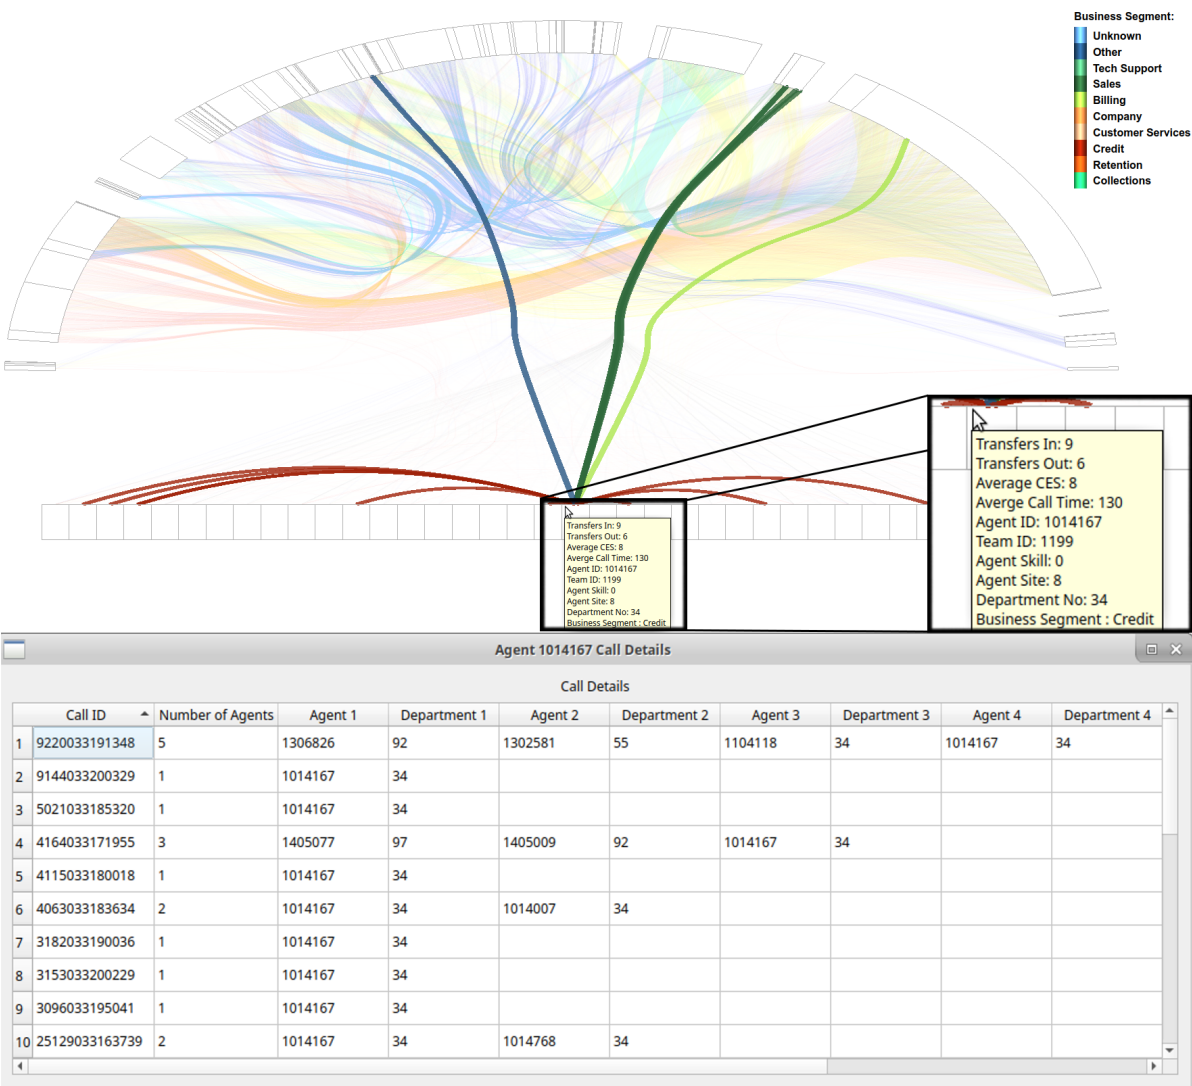 Business Segment:
Unknown
Other
Tech Support
Sales
Billing
Company
Customer Services
Credit
Retention
Collections
Transfers In: 9
Transfers Out: 6
Average CES: 8
Averge Call Time: 130
Agent ID: 1014167
Team ID: 1199
Agent Skill: 0
Agent Site: 8
Department No: 34
Business Segment : Credit
Transfers In: 9
Transfers Out: 6
Average CES: 8
Averge Call Time: 130
Agent ID: 1014167
Team ID: 1199
Agent Skill: 0
Agent Site: 8
Department No: 34
Business Segment : Credit
Agent 1014167 Call Details
Call Details
Call ID Number of Agents Agent 1 Department 1 Agent 2 Department 2 Agent 3 Department 3 Agent 4 Department 4
1 9220033191348 5 1306826 92 1302581 55 1104118 34 1014167 34
2 9144033200329 1 1014167 34
3 5021033185320 1 1014167 34
4 4164033171955 3 1405077 97 1405009 92 1014167 34
5 4115033180018 1 1014167 34
6 4063033183634 2 1014167 34 1014007 34
7 3182033190036 1 1014167 34
8 3153033200229 1 1014167 34
9 3096033195041 1 1014167 34
10 25129033163739 2 1014167 34 1014768 34